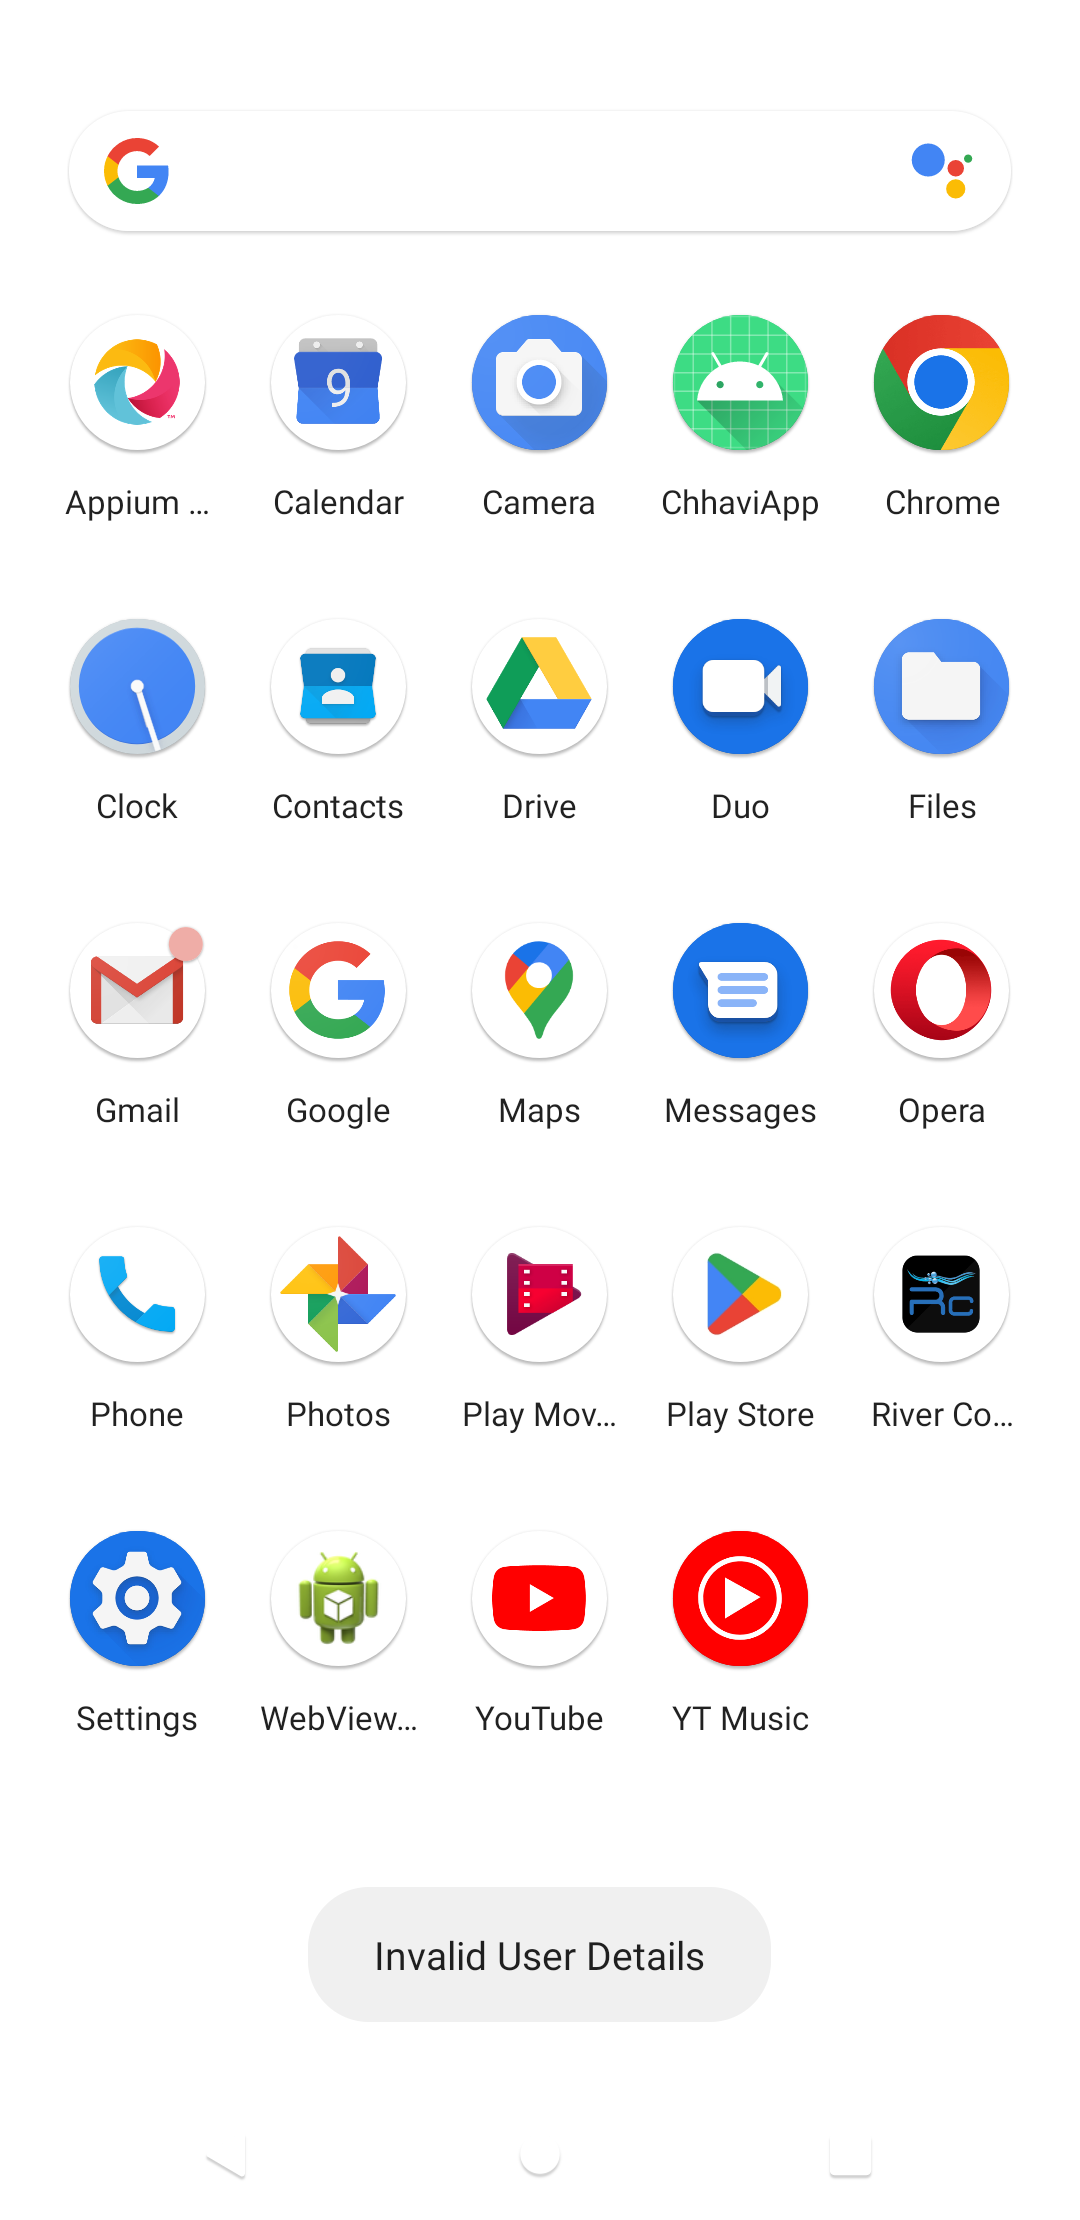 Appium ...
9
Calendar
Camera
ChhaviApp
Chrome
Clock
Contacts
Drive
Duo
Files
Gmail
Google
Maps
Messages
Opera
Phone
Photos
Play Mov...
Play Store
Rc
River Co...
Settings
WebView...
YouTube
YT Music
Invalid User Details